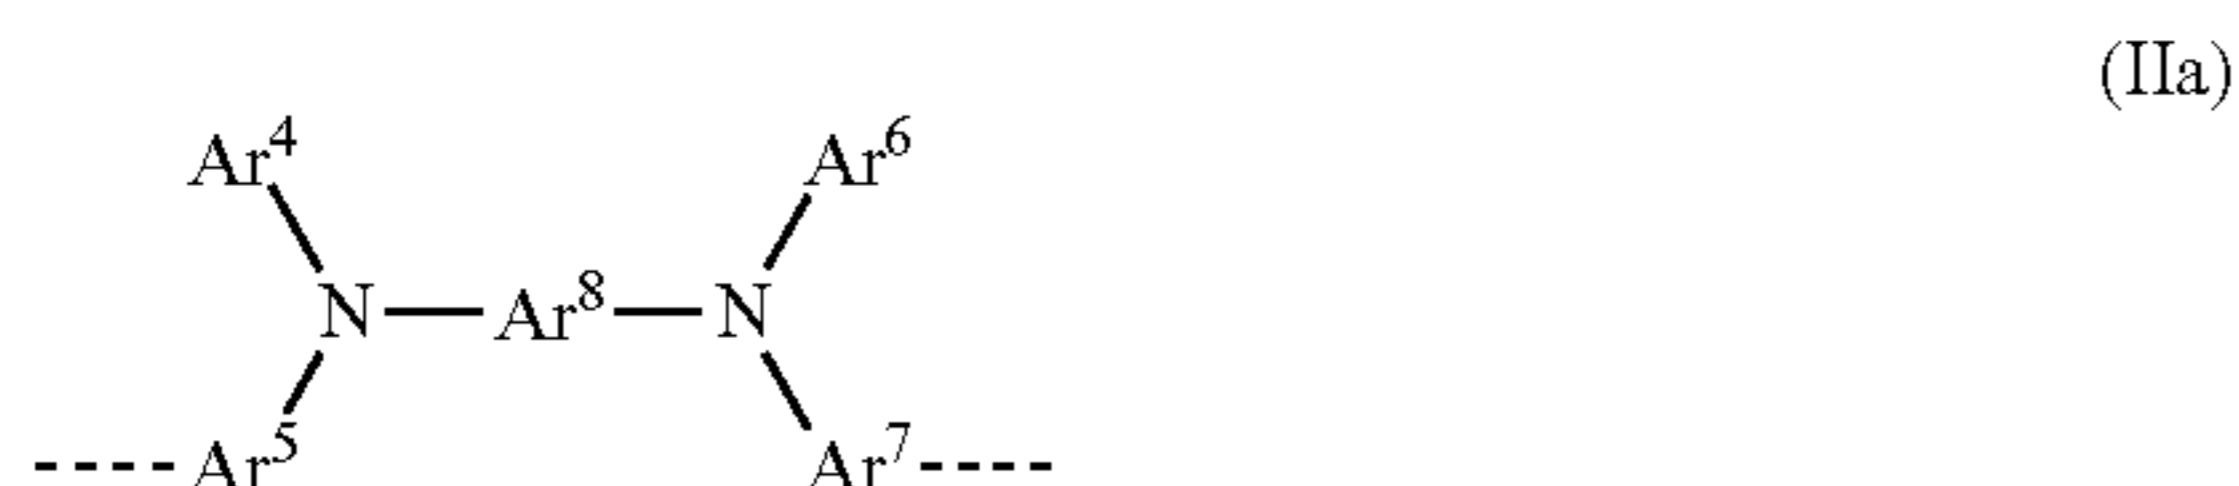 (IIa)
Ar⁴ Ar⁶
N — Ar⁸ — N
---- Ar⁵ Ar⁷ ----